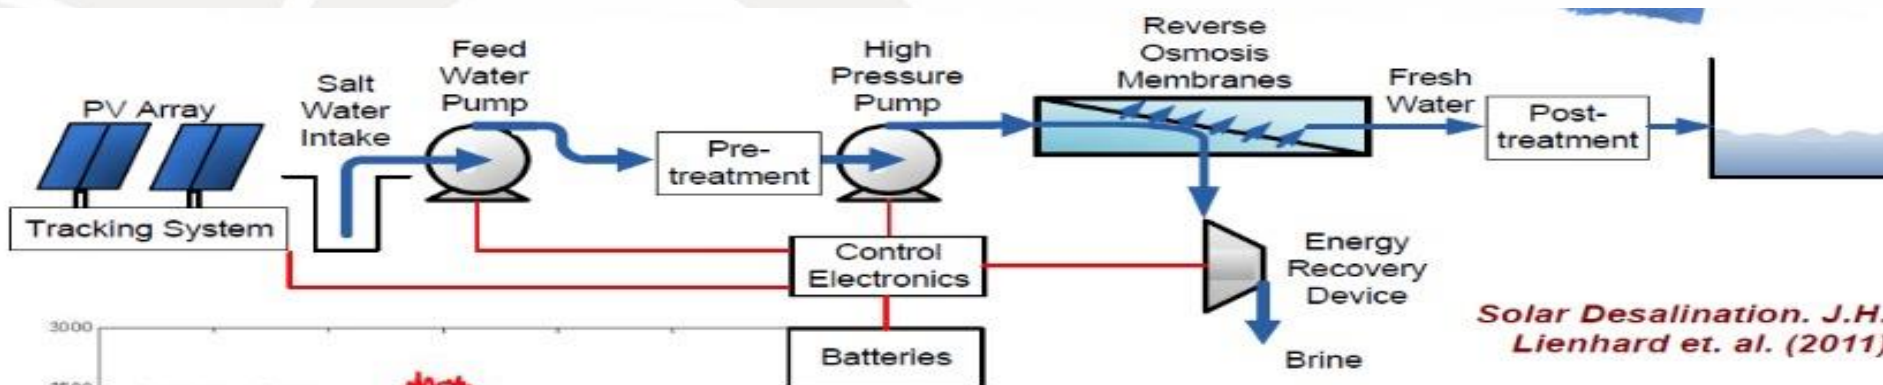 PV Array
Tracking System
Salt
Water
Intake
Feed
Water
Pump
Pre-
treatment
High
Pressure
Pump
Reverse
Osmosis
Membranes
Fresh
Water
Post-
treatment
Control
Electronics
Energy
Recovery
Device
Batteries
Brine
3000
Solar Desalination. J.H.
Lienhard et. al. (2011)